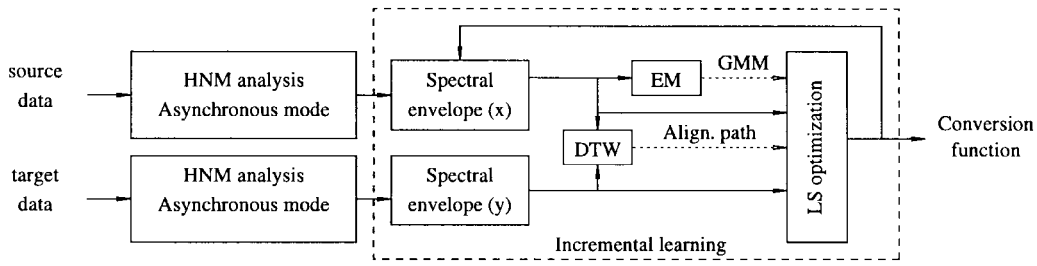 source
data
HNM analysis
Asynchronous mode
Spectral
envelope (x)
EM
GMM
Align. path
DTW
LS optimization
Conversion
function
target
data
HNM analysis
Asynchronous mode
Spectral
envelope (y)
Incremental learning